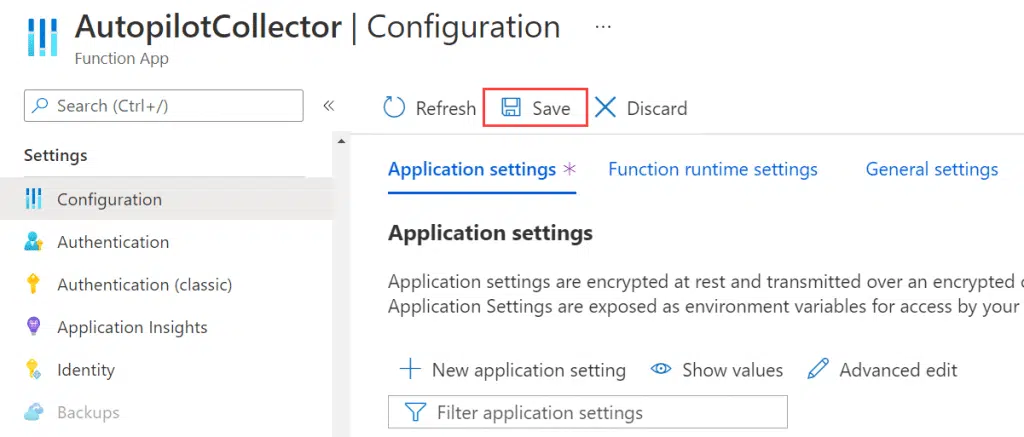 AutopilotCollector | Configuration ...
Function App
Search (Ctrl+/) «
Refresh Save Discard
Settings
Application settings * Function runtime settings General settings
Configuration
Authentication
Application settings
Authentication (classic)
Application settings are encrypted at rest and transmitted over an encrypted
Application Settings are exposed as environment variables for access by your
Application Insights
Identity
New application setting Show values Advanced edit
Backups
Filter application settings